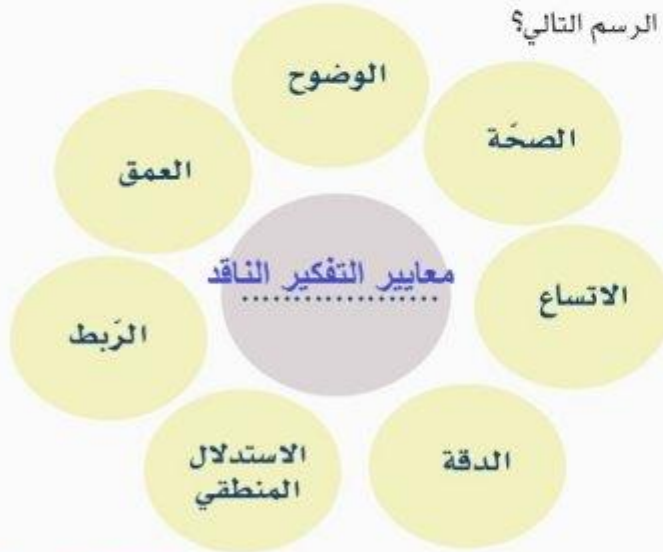 الرسم التالي؟
الوضوح
الصحّة
العمق
معايير التفكير الناقد
..................
الاتساع
الرّبط
الاستدلال
المنطقي
الدقة